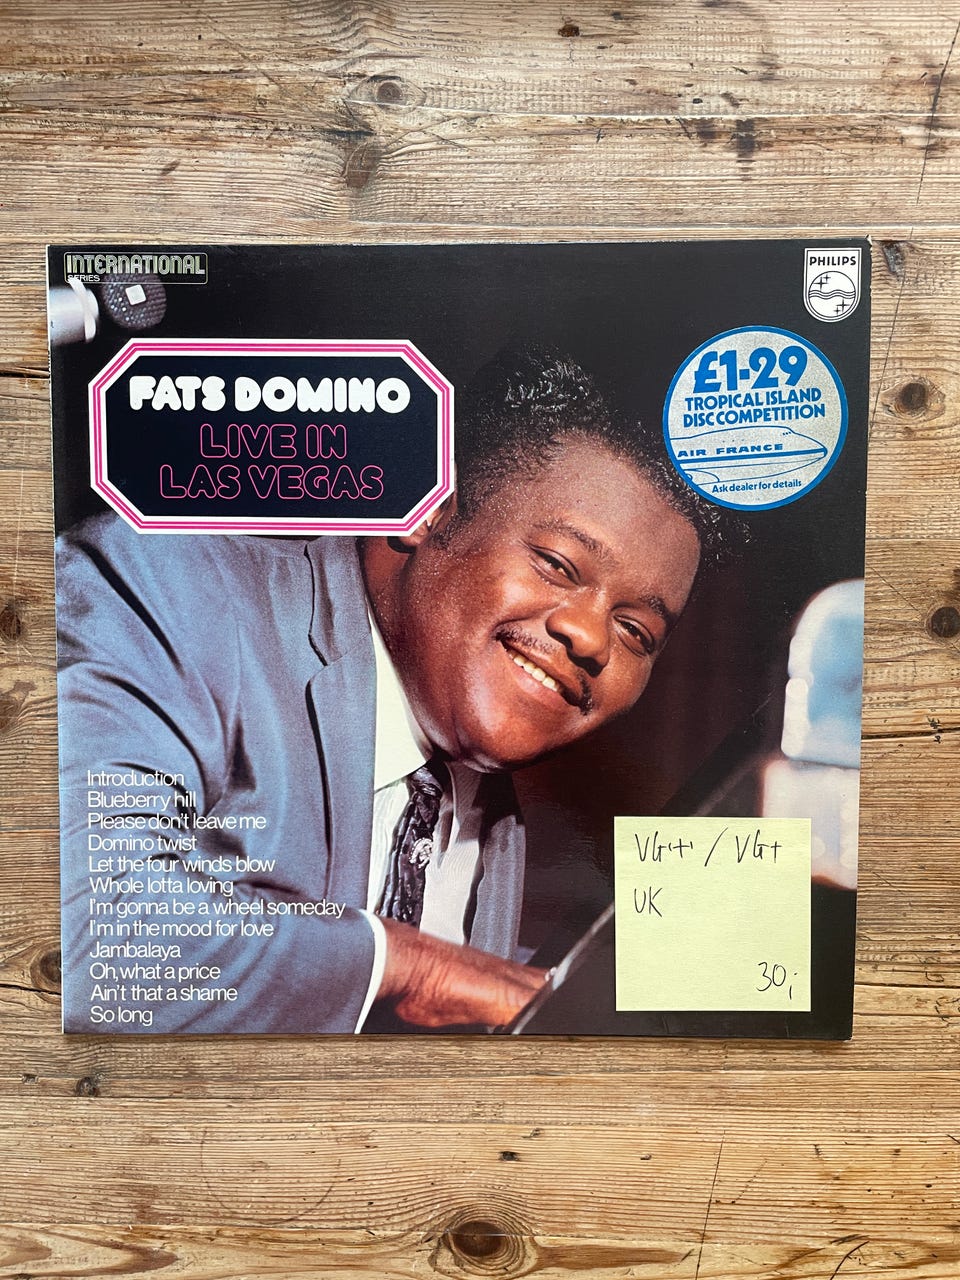 INTERNATIONAL
SERIES
PHILIPS
FATS DOMINO
LIVE IN
LAS VEGAS
£1-29
TROPICAL ISLAND
DISC COMPETITION
AIR FRANCE
Ask dealer for details
Introduction
Blueberry hill
Please don't leave me
Domino twist
Let the four winds blow
Whole lotta loving
I'm gonna be a wheel someday
I'm in the mood for love
Jambalaya
Oh, what a price
Ain't that a shame
So long
VG+ / VG+
UK
30,-